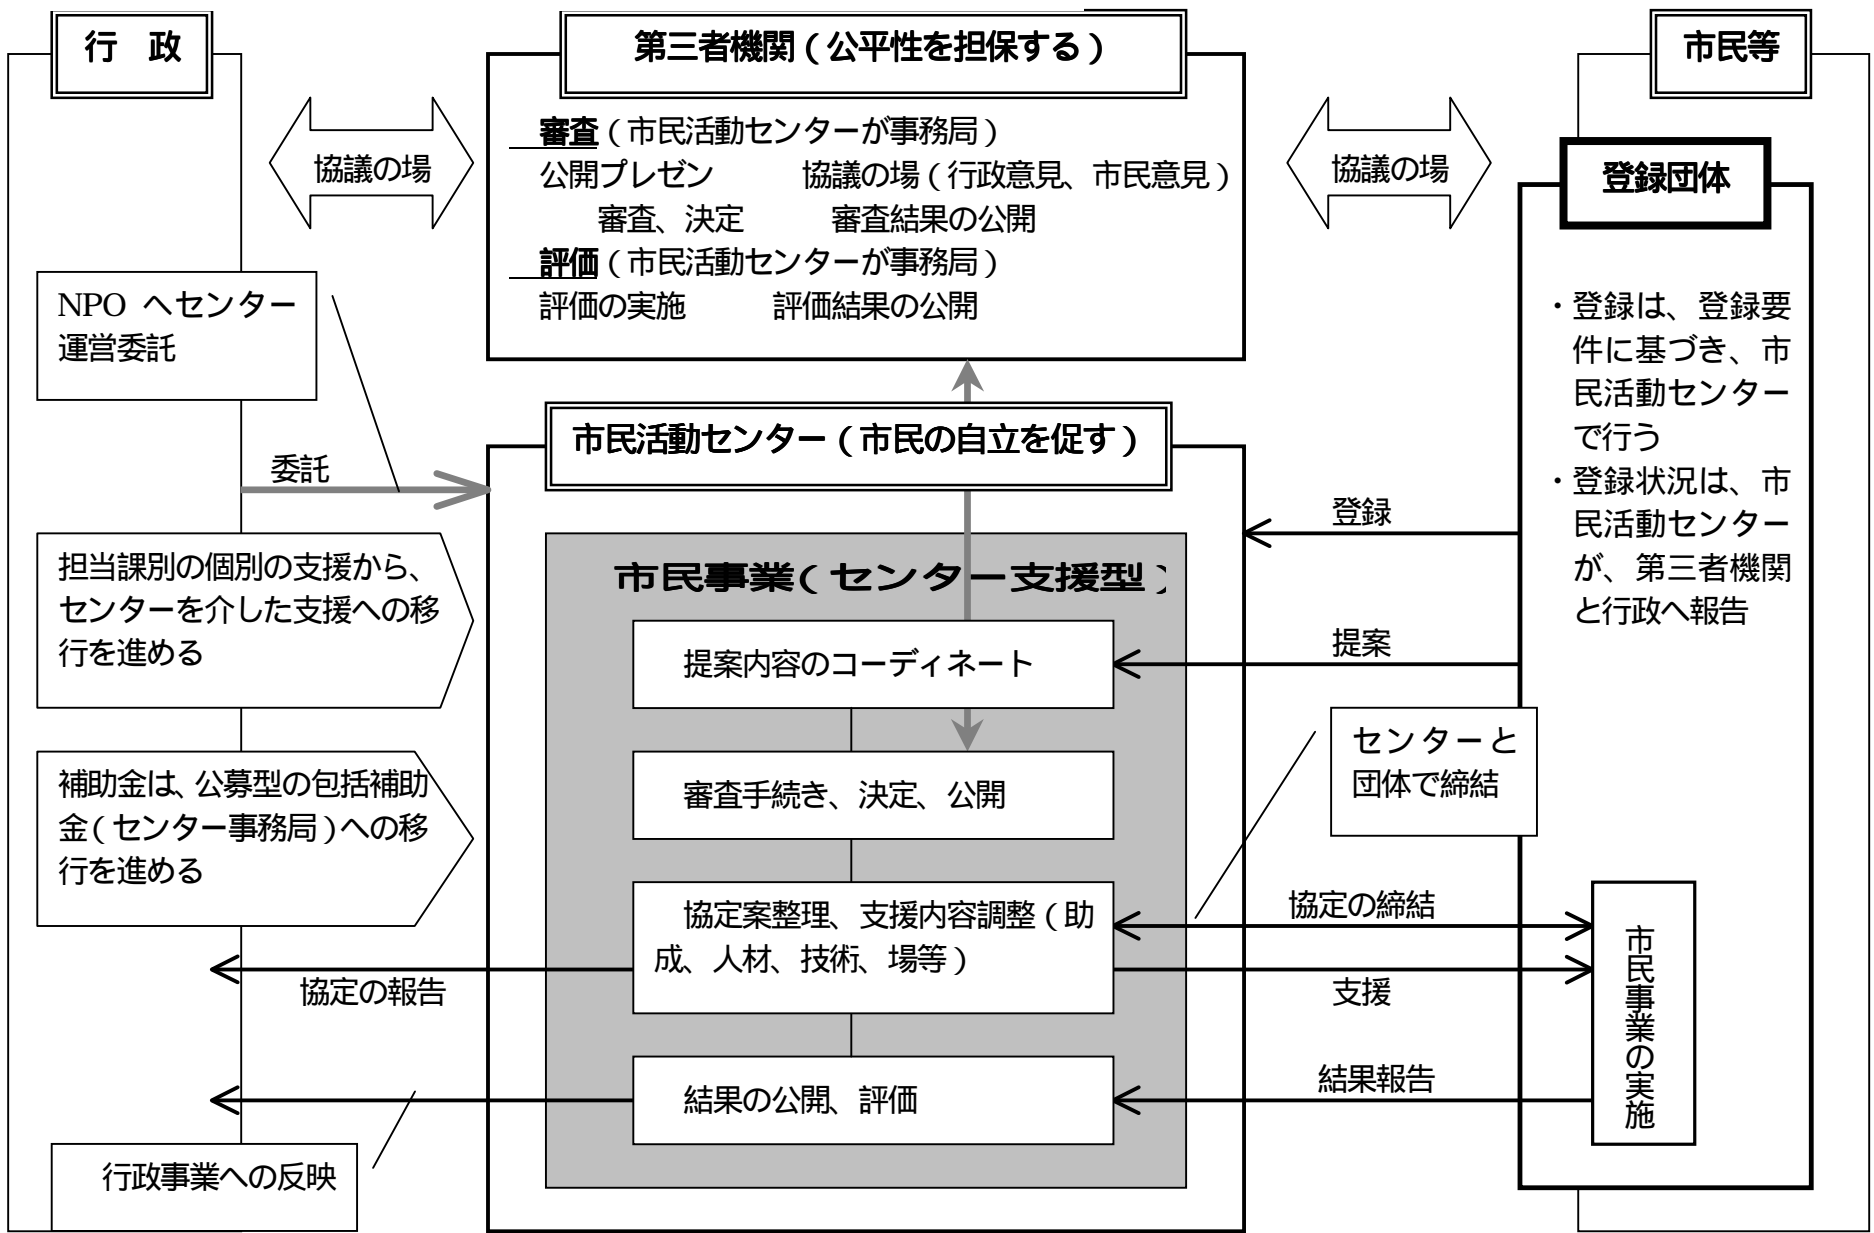 行　政
第三者機関（公平性を担保する）
市民等
協議の場
審査（市民活動センターが事務局）
公開プレゼン　　　協議の場（行政意見、市民意見）
審査、決定　　　審査結果の公開
評価（市民活動センターが事務局）
評価の実施　　　評価結果の公開
協議の場
登録団体
・登録は、登録要
件に基づき、市
民活動センター
で行う
・登録状況は、市
民活動センター
が、第三者機関
と行政へ報告
NPO へセンター
運営委託
委託
市民活動センター（市民の自立を促す）
登録
担当課別の個別の支援から、
センターを介した支援への移
行を進める
市民事業（センター支援型）
提案内容のコーディネート
提案
センターと
団体で締結
補助金は、公募型の包括補助
金（センター事務局）への移
行を進める
審査手続き、決定、公開
協定案整理、支援内容調整（助
成、人材、技術、場等）
協定の締結
協定の報告
支援
市民事業の実施
結果の公開、評価
結果報告
行政事業への反映